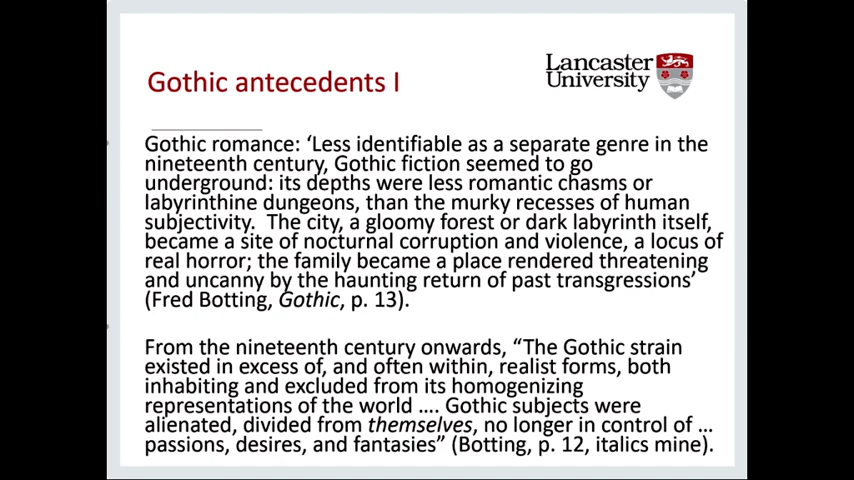 Gothic antecedents I
Lancaster
University
Gothic romance: ‘Less identifiable as a separate genre in the
nineteenth century, Gothic fiction seemed to go
underground: its depths were less romantic chasms or
labyrinthine dungeons, than the murky recesses of human
subjectivity.  The city, a gloomy forest or dark labyrinth itself,
became a site of nocturnal corruption and violence, a locus of
real horror; the family became a place rendered threatening
and uncanny by the haunting return of past transgressions’
(Fred Botting, Gothic, p. 13).
From the nineteenth century onwards, “The Gothic strain
existed in excess of, and often within, realist forms, both
inhabiting and excluded from its homogenizing
representations of the world …. Gothic subjects were
alienated, divided from themselves, no longer in control of …
passions, desires, and fantasies” (Botting, p. 12, italics mine).